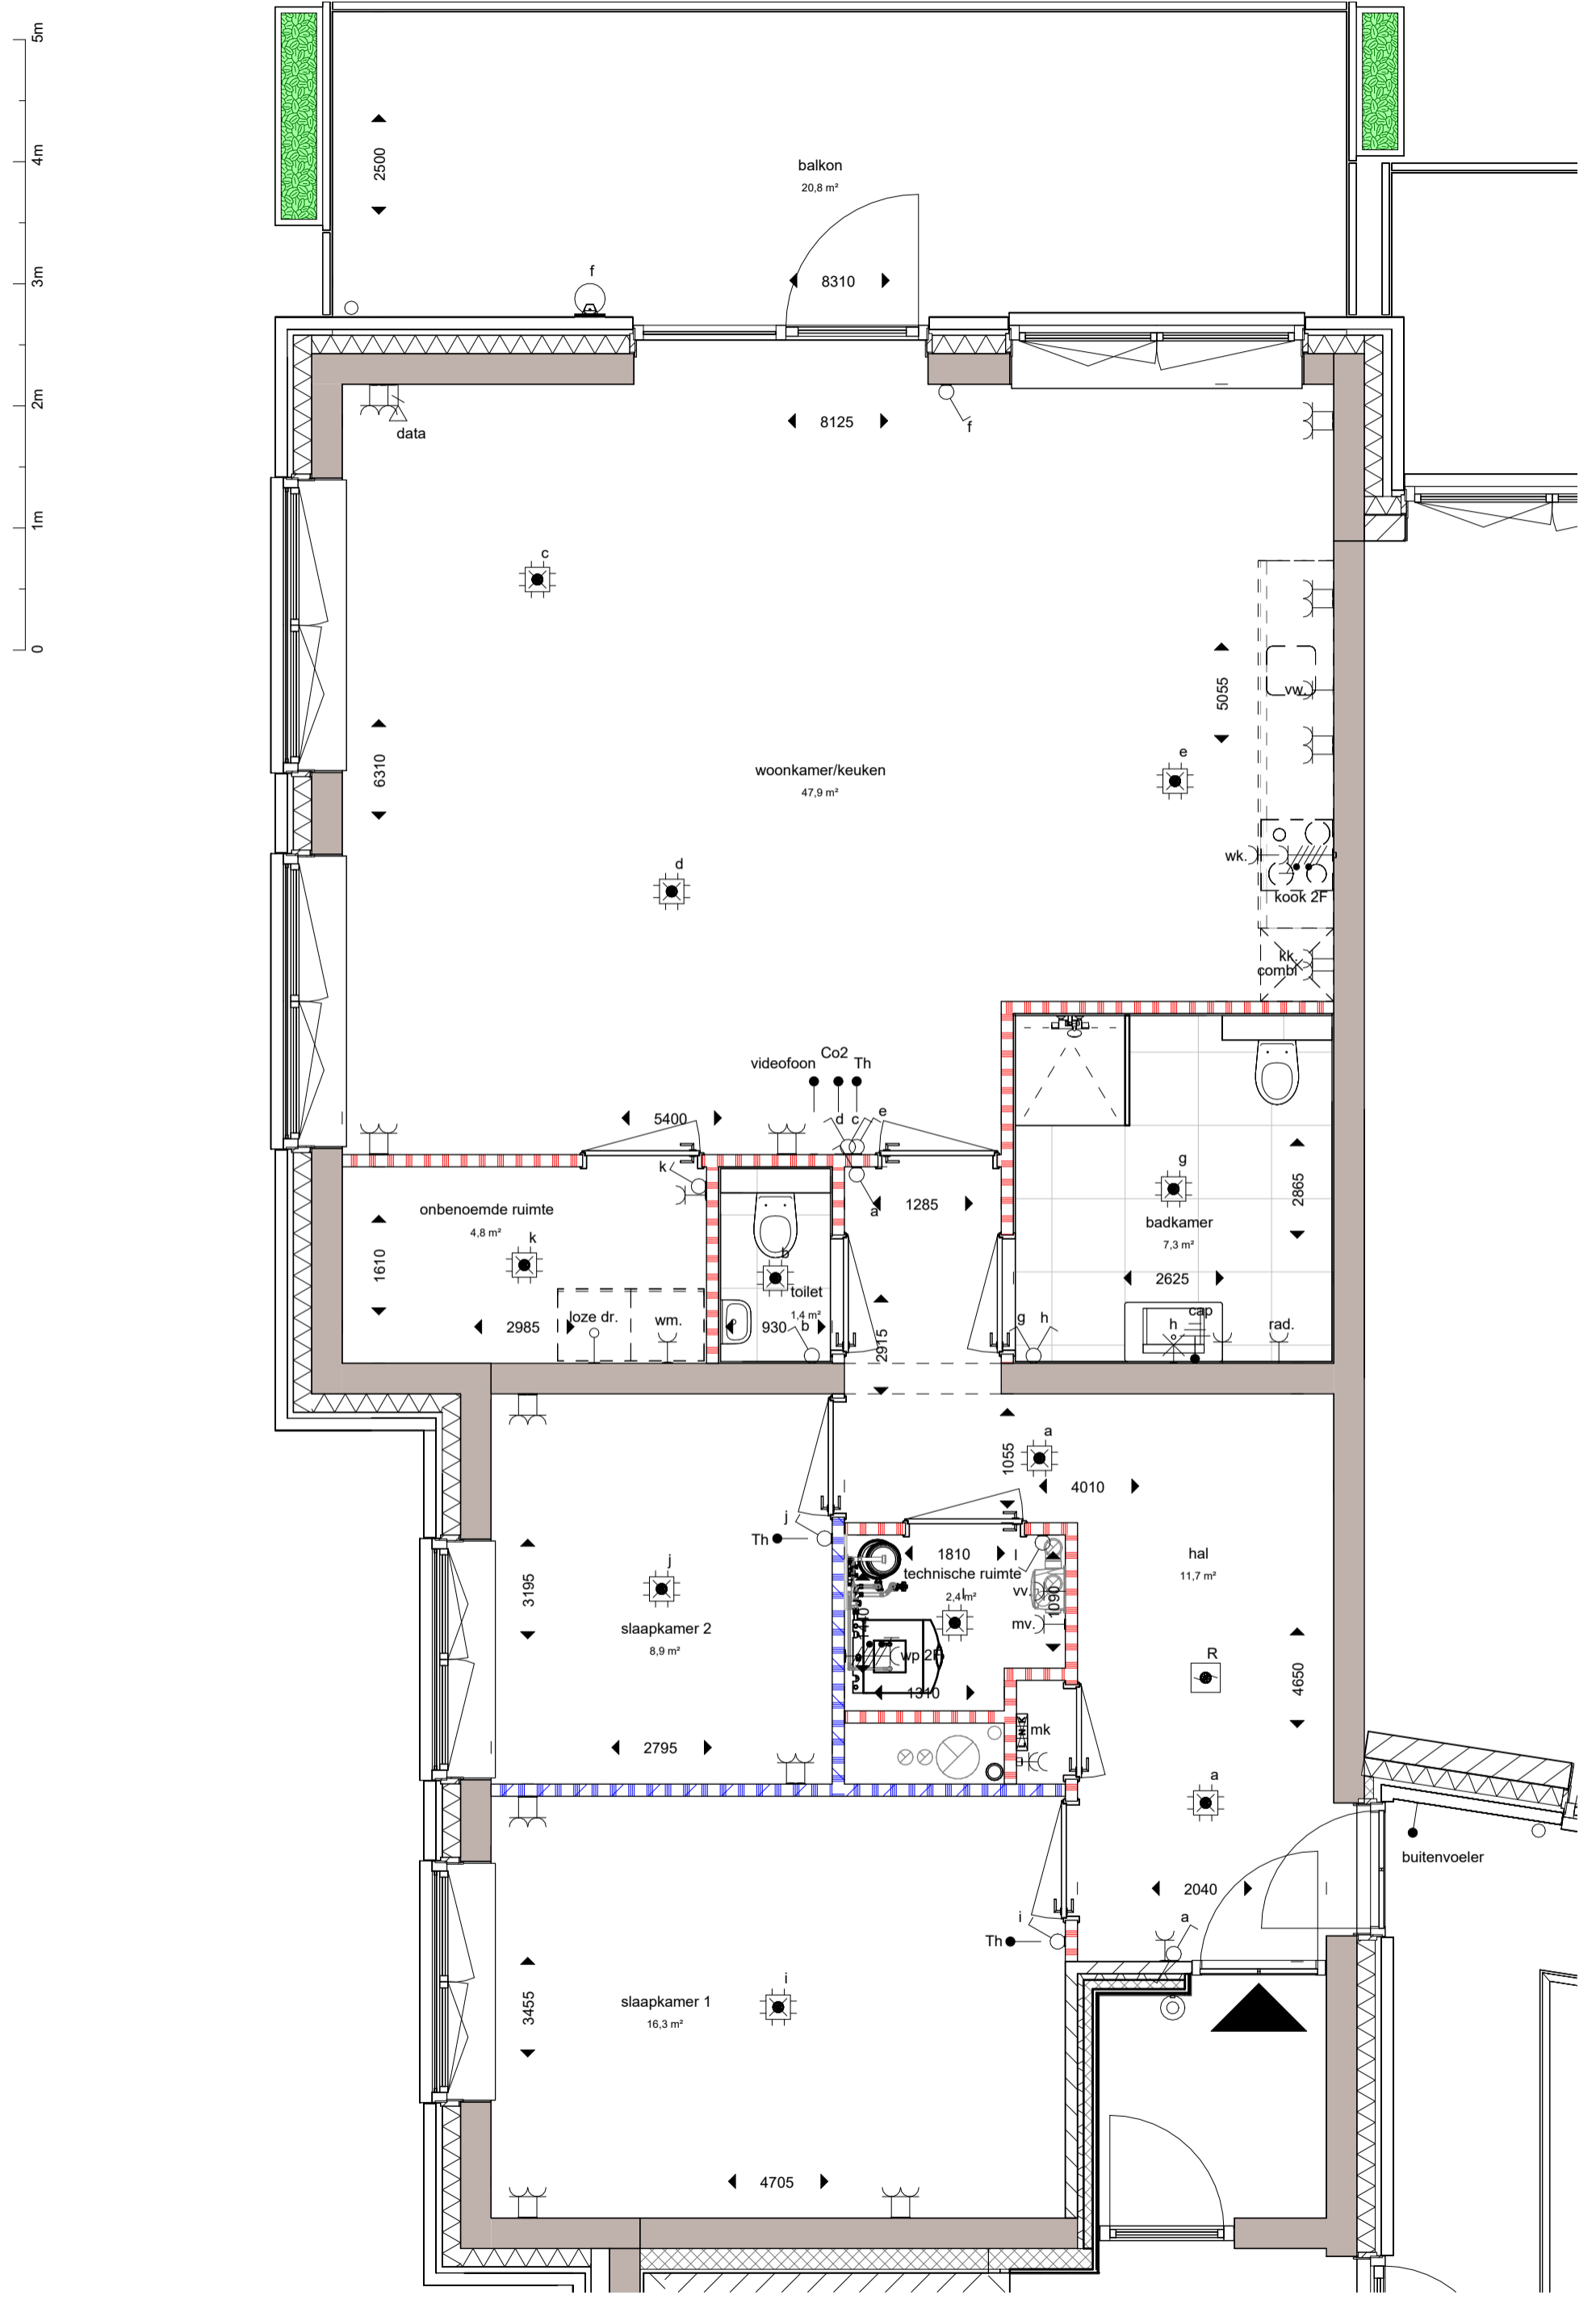 5m
4m
3m
2m
1m
0
2500
balkon
20,8 m²
f
8310
data
8125
f
c
5055
vw.
6310
woonkamer/keuken
47,9 m²
e
wk.
kook 2F
d
kk.
combi
videofoon
Co2
Th
5400
d
c
e
k
a
1285
g
2865
onbenoemde ruimte
4,8 m²
k
badkamer
7,3 m²
1610
b
toilet
1,4 m²
2625
2985
loze dr.
wm.
930
b
2915
g
h
cap
h
rad.
a
1055
4010
j
Th
1810
l
hal
11,7 m²
technische ruimte
2,4 m²
l
vv.
1090
mv.
3195
j
slaapkamer 2
8,9 m²
wp 2F
R
4650
1310
mk
2795
a
buitenvoeler
2040
i
a
Th
i
3455
slaapkamer 1
16,3 m²
4705